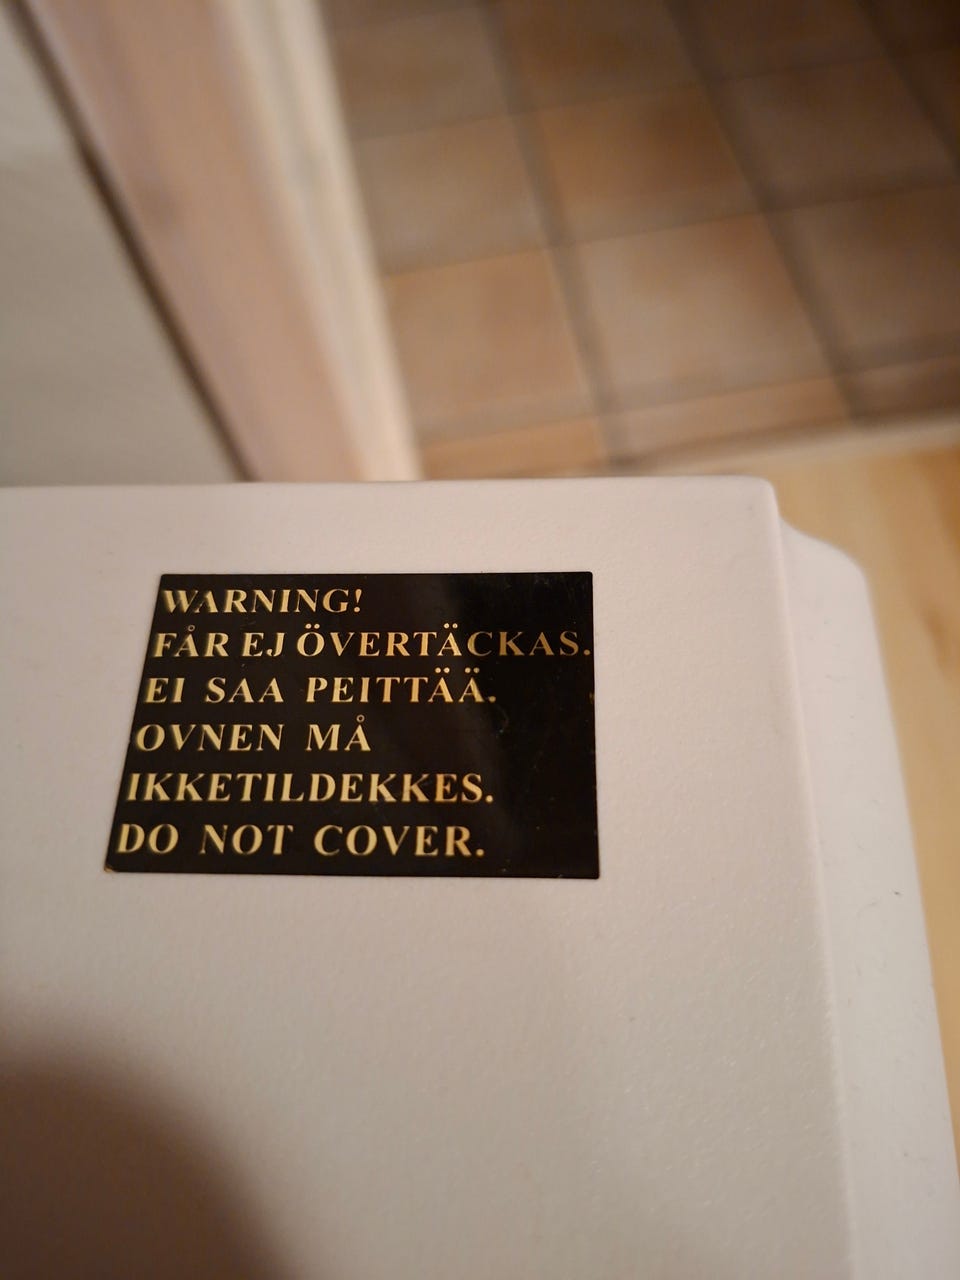 WARNING!
FÅR EJ ÖVERTÄCKAS.
EI SAA PEITTÄÄ.
OVNEN MÅ
IKKETILDEKKES.
DO NOT COVER.